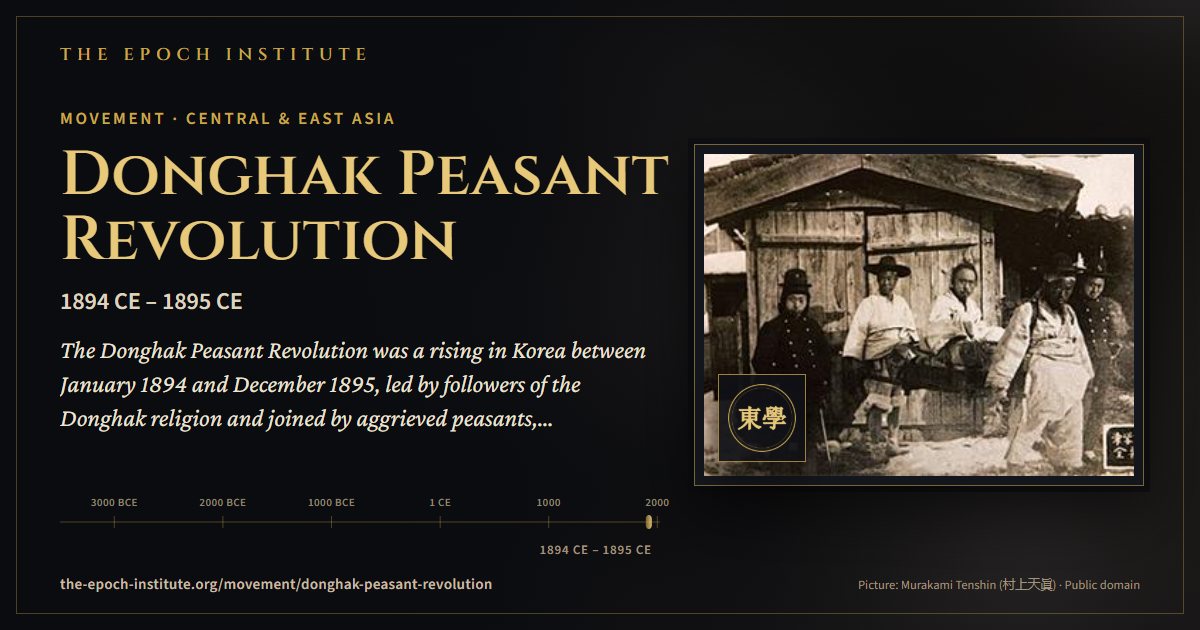 THE EPOCH INSTITUTE
MOVEMENT · CENTRAL & EAST ASIA
DONGHAK PEASANT
REVOLUTION
1894 CE – 1895 CE
The Donghak Peasant Revolution was a rising in Korea between
January 1894 and December 1895, led by followers of the
Donghak religion and joined by aggrieved peasants,...
東學
3000 BCE 2000 BCE 1000 BCE 1 CE 1000 2000
1894 CE – 1895 CE
the-epoch-institute.org/movement/donghak-peasant-revolution
Picture: Murakami Tenshin (村上天眞) · Public domain